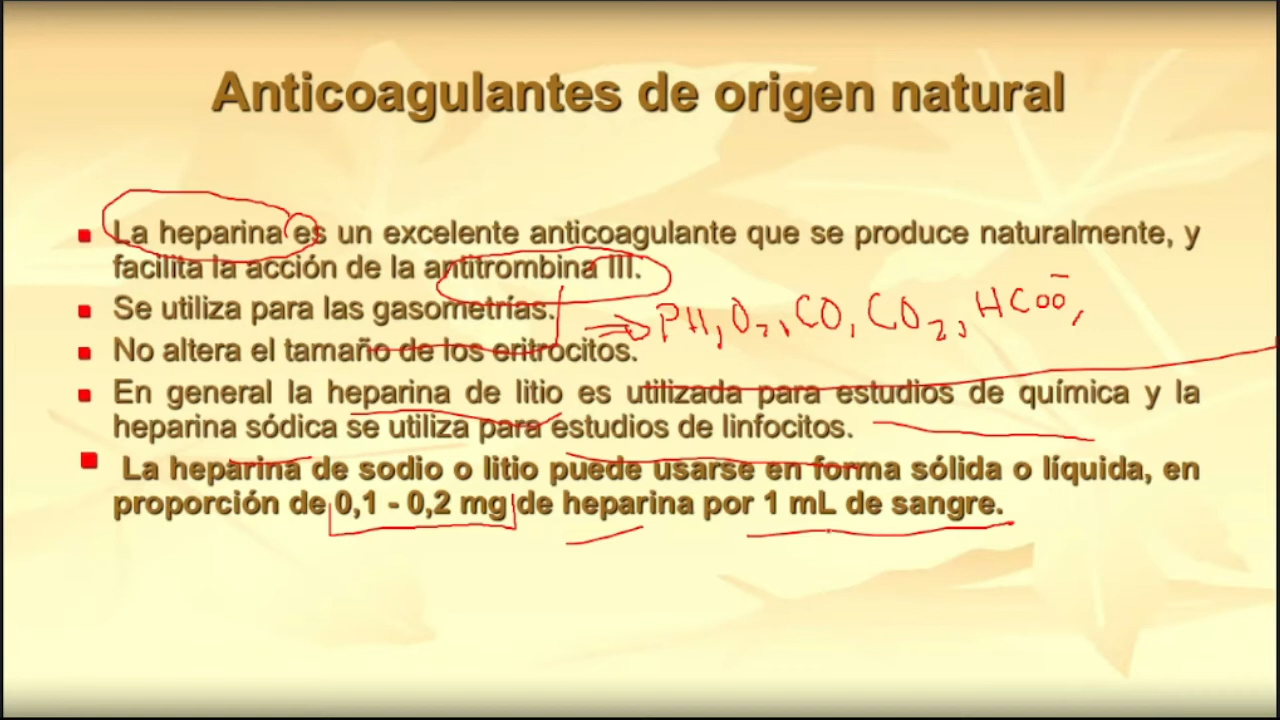 Anticoagulantes de origen natural
La heparina es un excelente anticoagulante que se produce naturalmente, y
facilita la acción de la antitrombina III.
Se utiliza para las gasometrías.
PH, O2, CO, CO2, HCOO-,
No altera el tamaño de los eritrocitos.
En general la heparina de litio es utilizada para estudios de química y la
heparina sódica se utiliza para estudios de linfocitos.
La heparina de sodio o litio puede usarse en forma sólida o líquida, en
proporción de 0,1 - 0,2 mg de heparina por 1 mL de sangre.